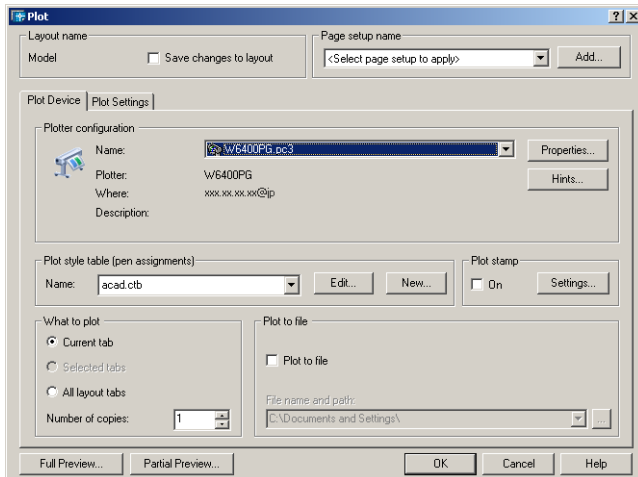 Plot
Layout name
Model
Save changes to layout
Page setup name
<Select page setup to apply>
Add...
Plot Device
Plot Settings
Plotter configuration
Name:
W6400PG.pc3
Properties...
Plotter:
W6400PG
Hints...
Where:
xxx.xx.xx.xx@jp
Description:
Plot style table (pen assignments)
Name:
acad.ctb
Edit...
New...
Plot stamp
On
Settings...
What to plot
Current tab
Selected tabs
All layout tabs
Number of copies:
1
Plot to file
Plot to file
File name and path:
C:\Documents and Settings\
...
Full Preview...
Partial Preview...
OK
Cancel
Help